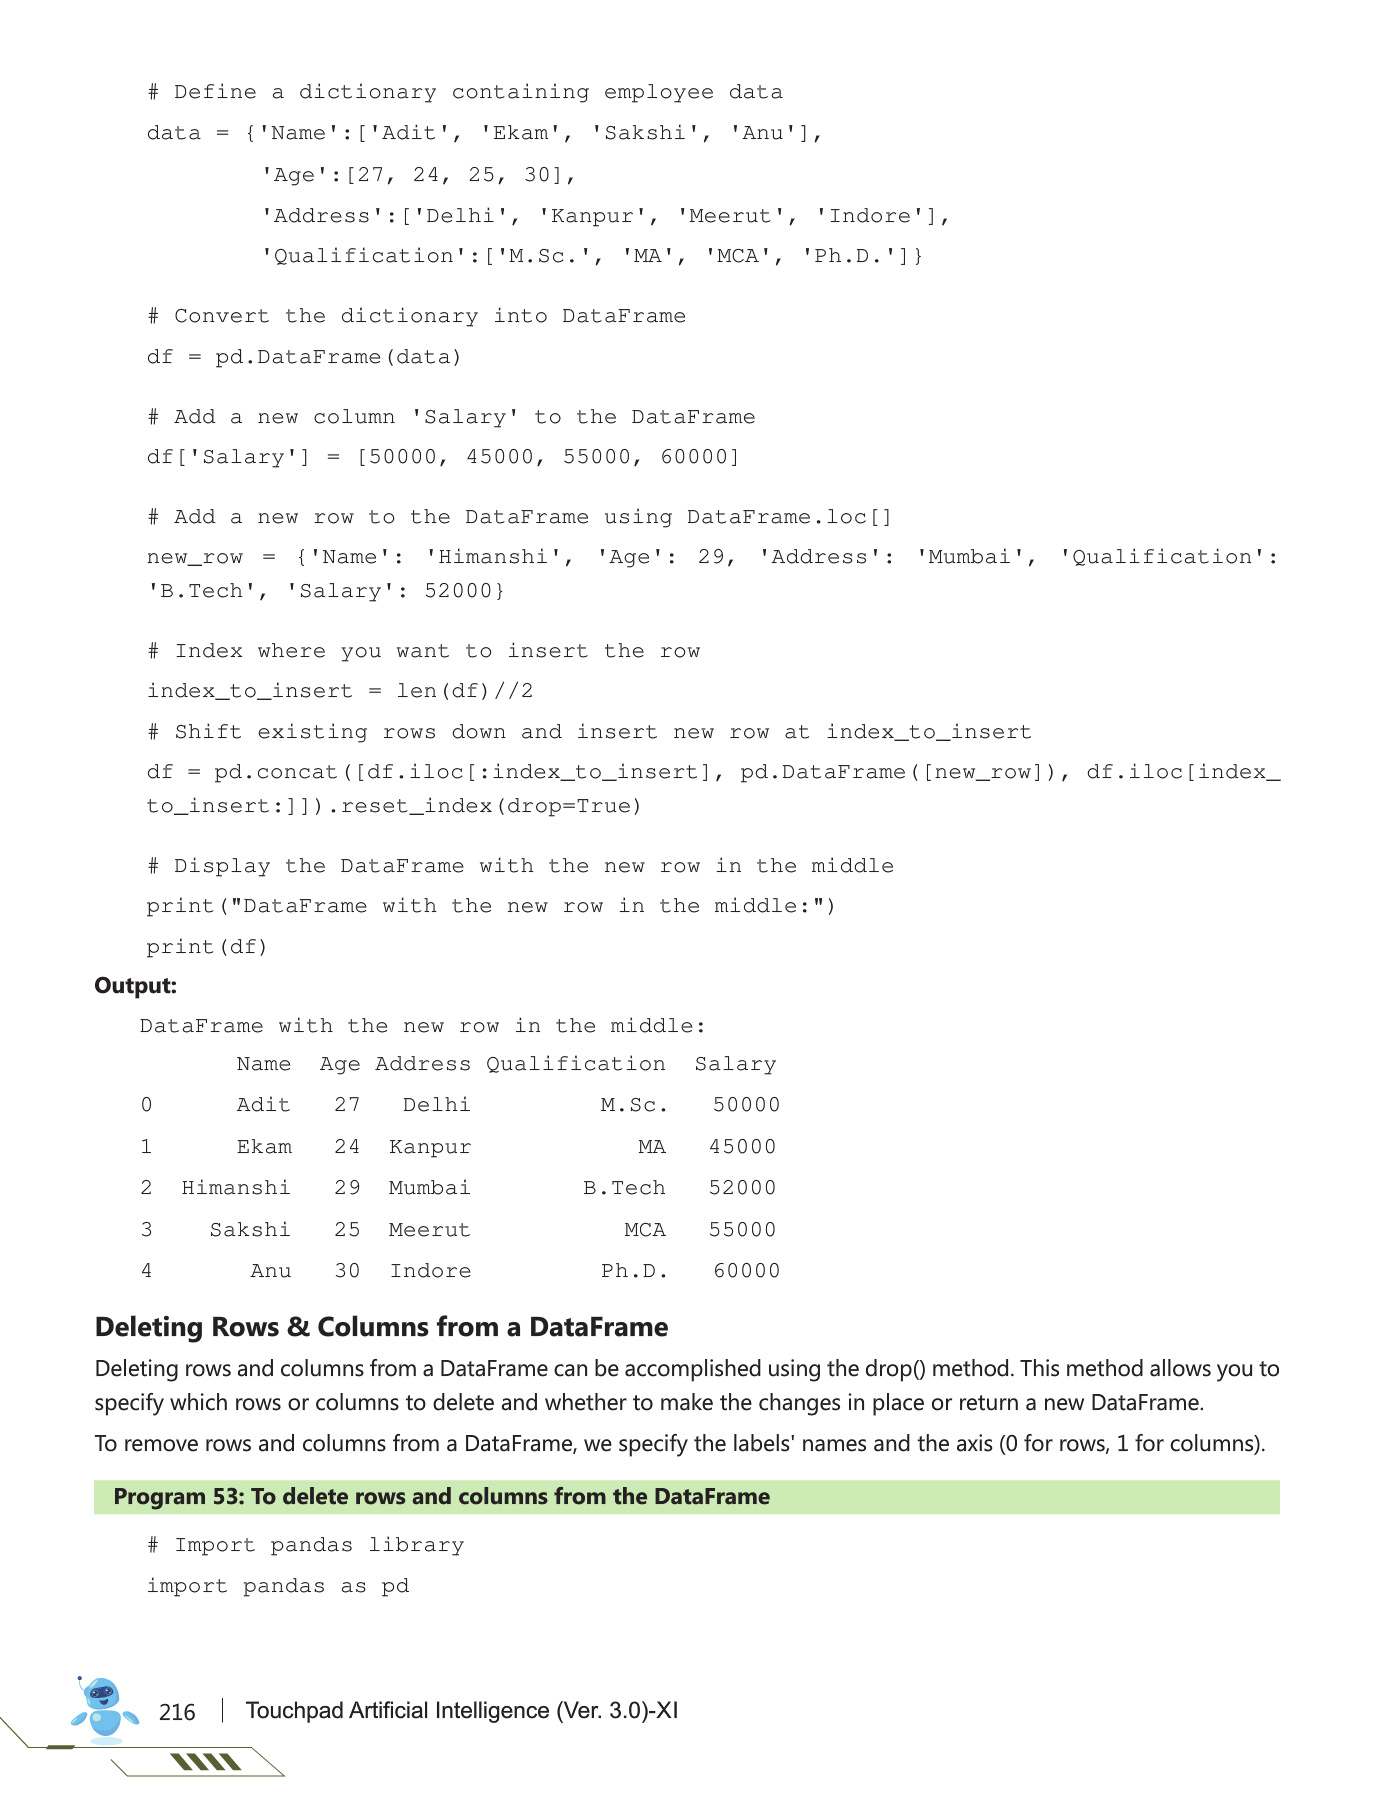 # Define a dictionary containing employee data
data = {'Name':['Adit', 'Ekam', 'Sakshi', 'Anu'],
'Age':[27, 24, 25, 30],
'Address':['Delhi', 'Kanpur', 'Meerut', 'Indore'],
'Qualification':['M.Sc.', 'MA', 'MCA', 'Ph.D.']}
# Convert the dictionary into DataFrame
df = pd.DataFrame(data)
# Add a new column 'Salary' to the DataFrame
df['Salary'] = [50000, 45000, 55000, 60000]
# Add a new row to the DataFrame using DataFrame.loc[]
new_row = {'Name': 'Himanshi', 'Age': 29, 'Address': 'Mumbai', 'Qualification':
'B.Tech', 'Salary': 52000}
# Index where you want to insert the row
index_to_insert = len(df)//2
# Shift existing rows down and insert new row at index_to_insert
df = pd.concat([df.iloc[:index_to_insert], pd.DataFrame([new_row]), df.iloc[index_
to_insert:]]).reset_index(drop=True)
# Display the DataFrame with the new row in the middle
print("DataFrame with the new row in the middle:")
print(df)
Output:
DataFrame with the new row in the middle:
Name Age Address Qualification Salary
0 Adit 27 Delhi M.Sc. 50000
1 Ekam 24 Kanpur MA 45000
2 Himanshi 29 Mumbai B.Tech 52000
3 Sakshi 25 Meerut MCA 55000
4 Anu 30 Indore Ph.D. 60000
Deleting Rows & Columns from a DataFrame
Deleting rows and columns from a DataFrame can be accomplished using the drop() method. This method allows you to
specify which rows or columns to delete and whether to make the changes in place or return a new DataFrame.
To remove rows and columns from a DataFrame, we specify the labels' names and the axis (0 for rows, 1 for columns).
Program 53: To delete rows and columns from the DataFrame
# Import pandas library
import pandas as pd
216 Touchpad Artificial Intelligence (Ver. 3.0)-XI